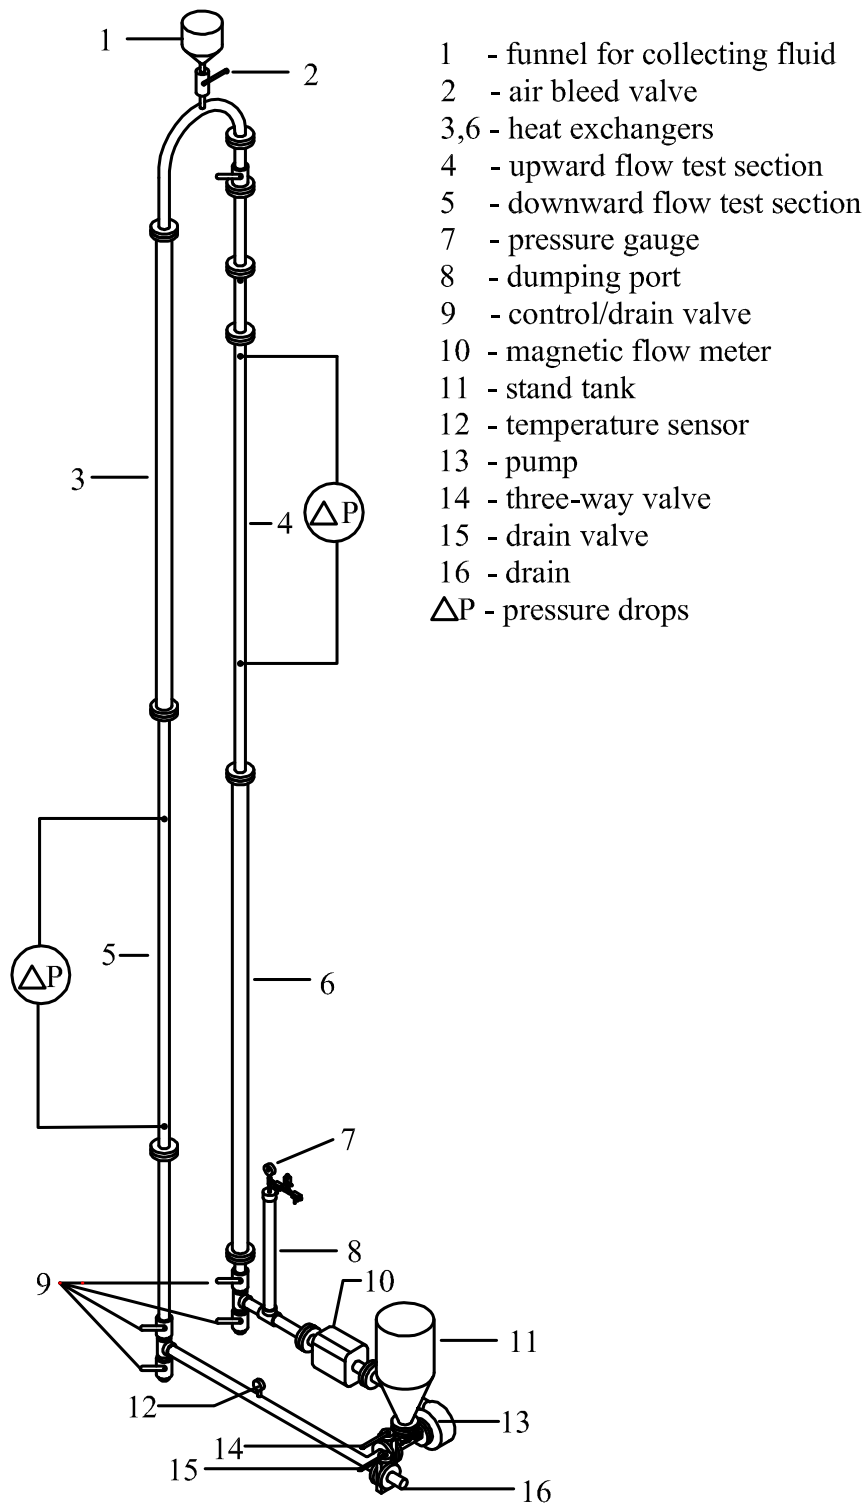 1 - funnel for collecting fluid
2 - air bleed valve
3,6 - heat exchangers
4 - upward flow test section
5 - downward flow test section
7 - pressure gauge
8 - dumping port
9 - control/drain valve
10 - magnetic flow meter
11 - stand tank
12 - temperature sensor
13 - pump
14 - three-way valve
15 - drain valve
16 - drain
△P - pressure drops
1
2
3
4
△P
5
△P
6
7
8
9
10
11
12
13
14
15
16